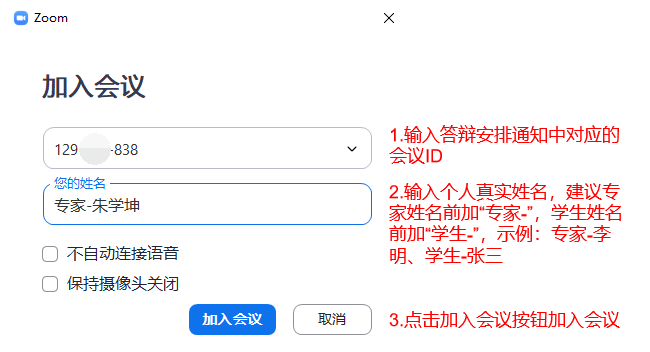 Zoom
加入会议
129 -838
1.输入答辩安排通知中对应的
会议ID
您的姓名
专家-朱学坤
2.输入个人真实姓名，建议专
家姓名前加“专家-”，学生姓名
前加“学生-”，示例：专家-李
明、学生-张三
不自动连接语音
保持摄像头关闭
加入会议
取消
3.点击加入会议按钮加入会议